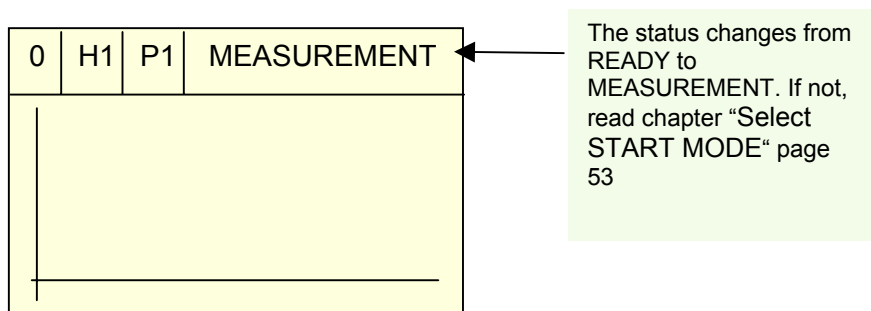 0 H1 P1 MEASUREMENT
The status changes from
READY to
MEASUREMENT. If not,
read chapter “Select
START MODE“ page
53